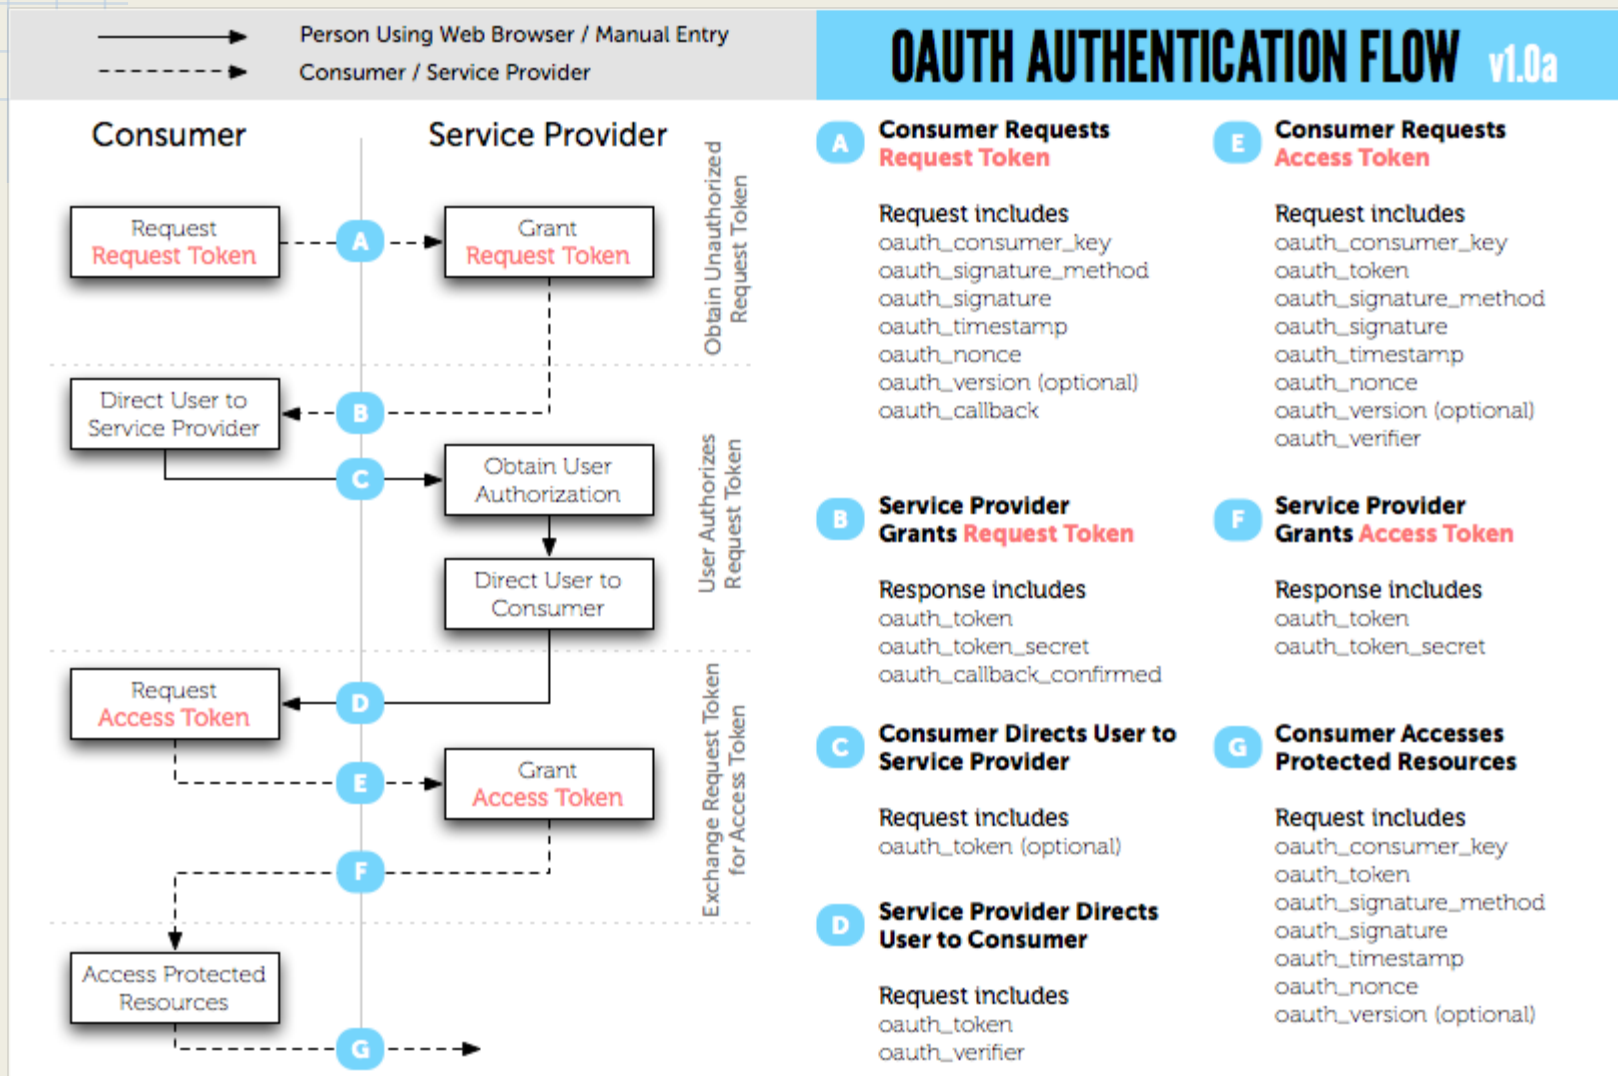 Person Using Web Browser / Manual Entry
Consumer / Service Provider
OAUTH AUTHENTICATION FLOW v1.0a
Consumer
Service Provider
Request
Request Token
A
Grant
Request Token
Obtain Unauthorized
Request Token
Direct User to
Service Provider
B
C
Obtain User
Authorization
Direct User to
Consumer
User Authorizes
Request Token
Request
Access Token
D
E
Grant
Access Token
F
Exchange Request Token
for Access Token
Access Protected
Resources
G
A
Consumer Requests
Request Token
Request includes
oauth_consumer_key
oauth_signature_method
oauth_signature
oauth_timestamp
oauth_nonce
oauth_version (optional)
oauth_callback
B
Service Provider
Grants Request Token
Response includes
oauth_token
oauth_token_secret
oauth_callback_confirmed
C
Consumer Directs User to
Service Provider
Request includes
oauth_token (optional)
D
Service Provider Directs
User to Consumer
Request includes
oauth_token
oauth_verifier
E
Consumer Requests
Access Token
Request includes
oauth_consumer_key
oauth_token
oauth_signature_method
oauth_signature
oauth_timestamp
oauth_nonce
oauth_version (optional)
oauth_verifier
F
Service Provider
Grants Access Token
Response includes
oauth_token
oauth_token_secret
G
Consumer Accesses
Protected Resources
Request includes
oauth_consumer_key
oauth_token
oauth_signature_method
oauth_signature
oauth_timestamp
oauth_nonce
oauth_version (optional)